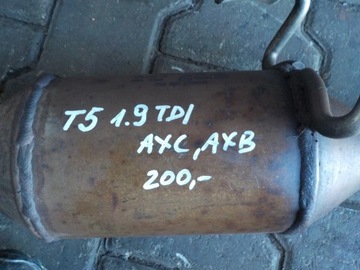 T5 1.9 TDI
AXC, AXB
200,-